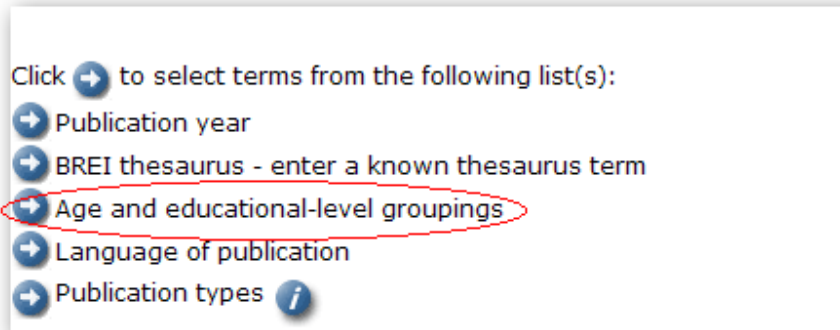 Click to select terms from the following list(s):
Publication year
BREI thesaurus - enter a known thesaurus term
Age and educational-level groupings
Language of publication
Publication types i